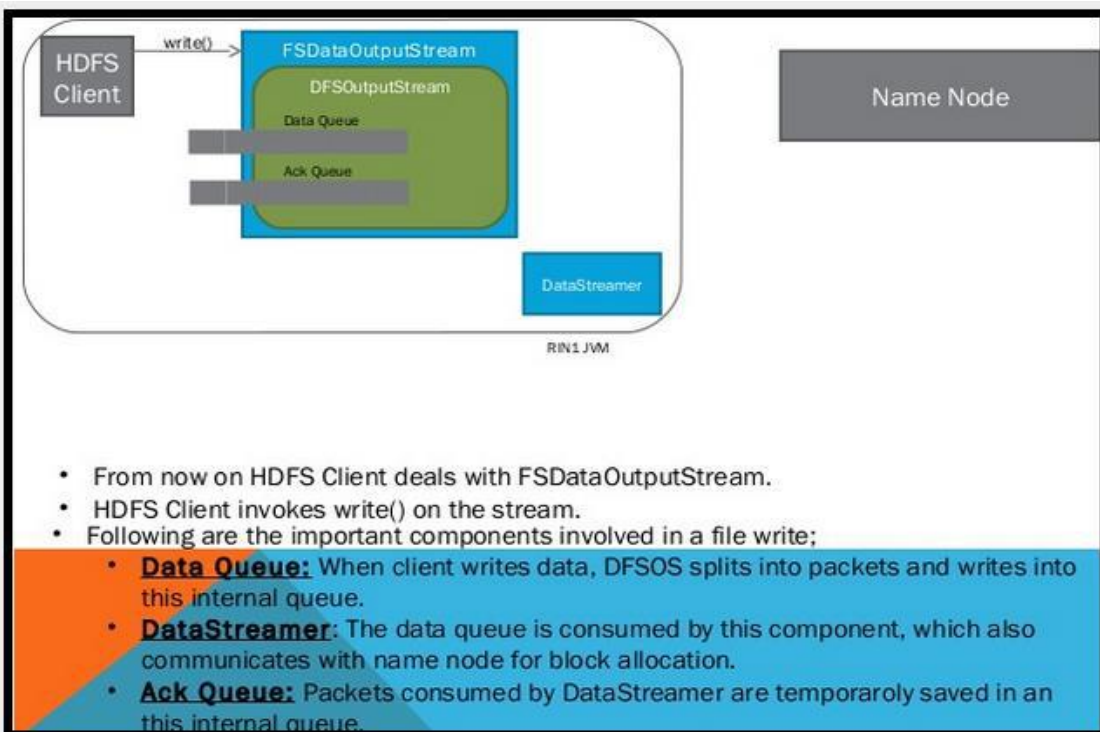 write()
HDFS
Client
FSDataOutputStream
DFSOutputStream
Data Queue
Ack Queue
Name Node
DataStreamer
RIN1 JVM
• From now on HDFS Client deals with FSDataOutputStream.
• HDFS Client invokes write() on the stream.
• Following are the important components involved in a file write;
• Data Queue: When client writes data, DFSOS splits into packets and writes into
this internal queue.
• DataStreamer: The data queue is consumed by this component, which also
communicates with name node for block allocation.
• Ack Queue: Packets consumed by DataStreamer are temporaroly saved in an
this internal queue.